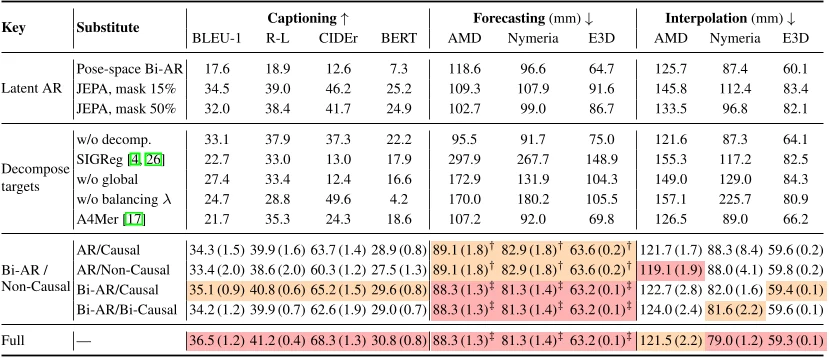 Key Substitute Captioning ↑ Forecasting (mm) ↓ Interpolation (mm) ↓
BLEU-1 R-L CIDEr BERT AMD Nymeria E3D AMD Nymeria E3D
Latent AR
Pose-space Bi-AR 17.6 18.9 12.6 7.3 118.6 96.6 64.7 125.7 87.4 60.1
JEPA, mask 15% 34.5 39.0 46.2 25.2 109.3 107.9 91.6 145.8 112.4 83.4
JEPA, mask 50% 32.0 38.4 41.7 24.9 102.7 99.0 86.7 133.5 96.8 82.1
Decompose
targets
w/o decomp. 33.1 37.9 37.3 22.2 95.5 91.7 75.0 121.6 87.3 64.1
SIGReg [4, 26] 22.7 33.0 13.0 17.9 297.9 267.7 148.9 155.3 117.2 82.5
w/o global 27.4 33.4 12.4 16.6 172.9 131.9 104.3 149.0 129.0 84.3
w/o balancing λ 24.7 28.8 49.6 4.2 170.0 180.2 105.5 157.1 225.7 80.9
A4Mer [17] 21.7 35.3 24.3 18.6 107.2 92.0 69.8 126.5 89.0 66.2
Bi-AR /
Non-Causal
AR/Causal 34.3 (1.5) 39.9 (1.6) 63.7 (1.4) 28.9 (0.8) 89.1 (1.8)† 82.9 (1.8)† 63.6 (0.2)† 121.7 (1.7) 88.3 (8.4) 59.6 (0.2)
AR/Non-Causal 33.4 (2.0) 38.6 (2.0) 60.3 (1.2) 27.5 (1.3) 89.1 (1.8)† 82.9 (1.8)† 63.6 (0.2)† 119.1 (1.9) 88.0 (4.1) 59.8 (0.2)
Bi-AR/Causal 35.1 (0.9) 40.8 (0.6) 65.2 (1.5) 29.6 (0.8) 88.3 (1.3)‡ 81.3 (1.4)‡ 63.2 (0.1)‡ 122.7 (2.8) 82.0 (1.6) 59.4 (0.1)
Bi-AR/Bi-Causal 34.2 (1.2) 39.9 (0.7) 62.6 (1.9) 29.0 (0.7) 88.3 (1.3)‡ 81.3 (1.4)‡ 63.2 (0.1)‡ 124.0 (2.4) 81.6 (2.2) 59.6 (0.1)
Full — 36.5 (1.2) 41.2 (0.4) 68.3 (1.3) 30.8 (0.8) 88.3 (1.3)‡ 81.3 (1.4)‡ 63.2 (0.1)‡ 121.5 (2.2) 79.0 (1.2) 59.3 (0.1)